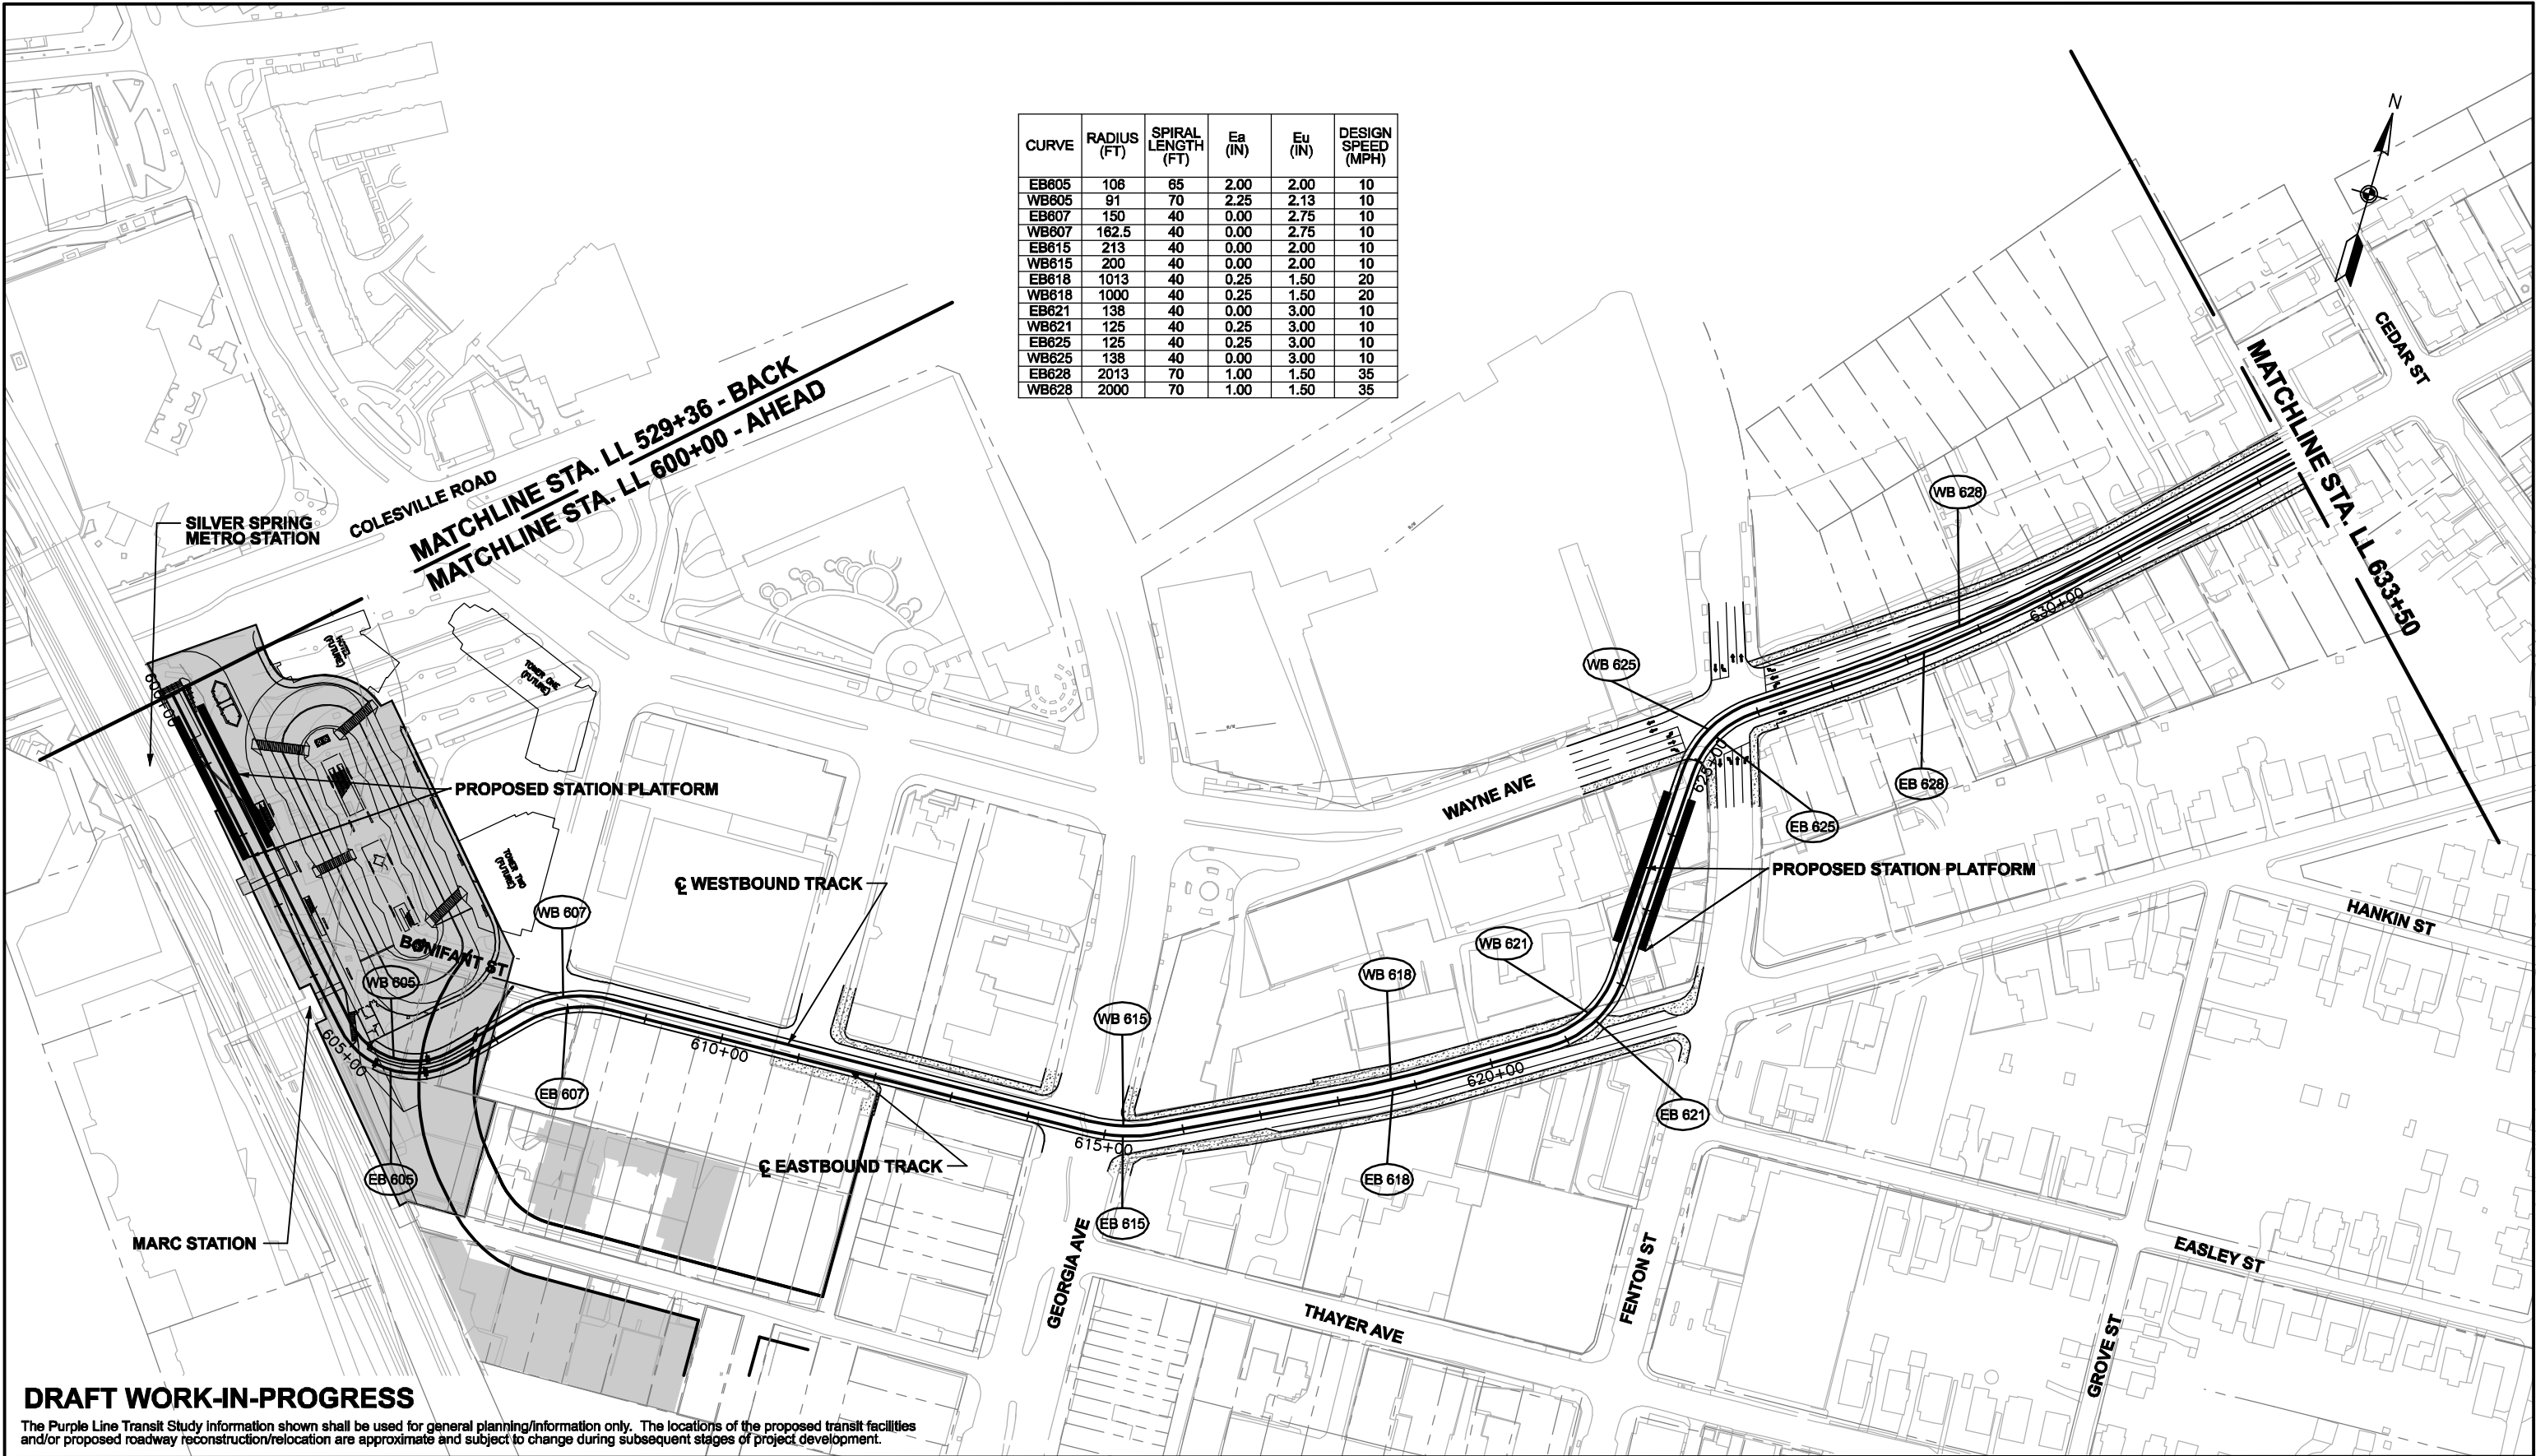 CURVE RADIUS (FT) SPIRAL LENGTH (FT) Ea (IN) Eu (IN) DESIGN SPEED (MPH)
EB605 106 65 2.00 2.00 10
WB605 91 70 2.25 2.13 10
EB607 150 40 0.00 2.75 10
WB607 162.5 40 0.00 2.75 10
EB615 213 40 0.00 2.00 10
WB615 200 40 0.00 2.00 10
EB618 1013 40 0.25 1.50 20
WB618 1000 40 0.25 1.50 20
EB621 138 40 0.00 3.00 10
WB621 125 40 0.25 3.00 10
EB625 125 40 0.25 3.00 10
WB625 138 40 0.00 3.00 10
EB628 2013 70 1.00 1.50 35
WB628 2000 70 1.00 1.50 35
N
CEDAR ST
MATCHLINE STA. LL 633+50
MATCHLINE STA. LL 529+36 - BACK
MATCHLINE STA. LL 600+00 - AHEAD
COLESVILLE ROAD
SILVER SPRING
METRO STATION
HOTEL
(FUTURE)
TOWER ONE
(FUTURE)
TOWER TWO
(FUTURE)
PROPOSED STATION PLATFORM
WB 628
630+00
WB 625
625+00
EB 628
EB 625
WAYNE AVE
PROPOSED STATION PLATFORM
HANKIN ST
℄ WESTBOUND TRACK
WB 607
BONIFANT ST
WB 605
WB 621
WB 618
WB 615
605+00
610+00
EB 607
620+00
EB 621
615+00
℄ EASTBOUND TRACK
EB 605
EB 618
EB 615
MARC STATION
GEORGIA AVE
THAYER AVE
FENTON ST
EASLEY ST
GROVE ST
DRAFT WORK-IN-PROGRESS
The Purple Line Transit Study information shown shall be used for general planning/information only. The locations of the proposed transit facilities
and/or proposed roadway reconstruction/relocation are approximate and subject to change during subsequent stages of project development.